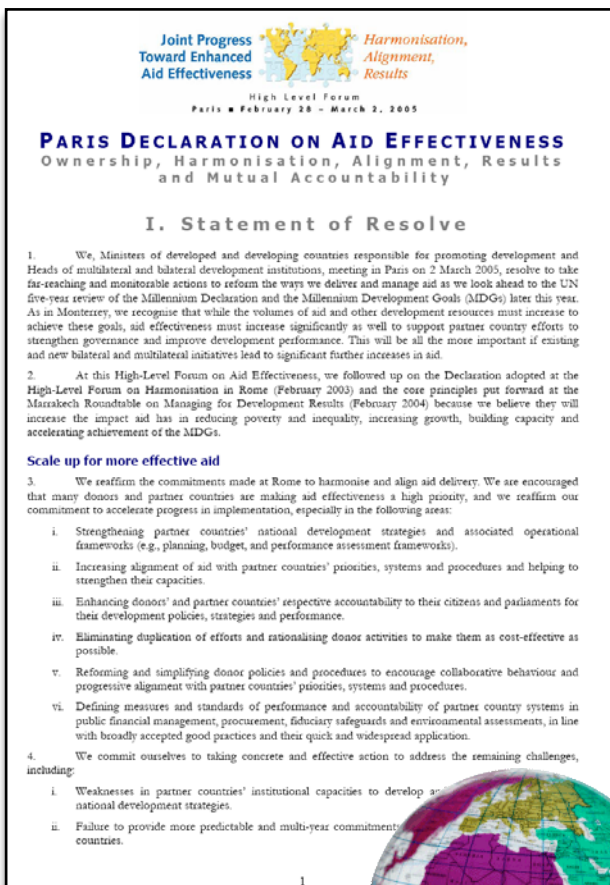 Joint Progress
Toward Enhanced
Aid Effectiveness
Harmonisation,
Alignment,
Results
High Level Forum
Paris ■ February 28 – March 2, 2005
PARIS DECLARATION ON AID EFFECTIVENESS
Ownership, Harmonisation, Alignment, Results
and Mutual Accountability
I. Statement of Resolve
1. We, Ministers of developed and developing countries responsible for promoting development and
Heads of multilateral and bilateral development institutions, meeting in Paris on 2 March 2005, resolve to take
far-reaching and monitorable actions to reform the ways we deliver and manage aid as we look ahead to the UN
five-year review of the Millennium Declaration and the Millennium Development Goals (MDGs) later this year.
As in Monterrey, we recognise that while the volumes of aid and other development resources must increase to
achieve these goals, aid effectiveness must increase significantly as well to support partner country efforts to
strengthen governance and improve development performance. This will be all the more important if existing
and new bilateral and multilateral initiatives lead to significant further increases in aid.
2. At this High-Level Forum on Aid Effectiveness, we followed up on the Declaration adopted at the
High-Level Forum on Harmonisation in Rome (February 2003) and the core principles put forward at the
Marrakech Roundtable on Managing for Development Results (February 2004) because we believe they will
increase the impact aid has in reducing poverty and inequality, increasing growth, building capacity and
accelerating achievement of the MDGs.
Scale up for more effective aid
3. We reaffirm the commitments made at Rome to harmonise and align aid delivery. We are encouraged
that many donors and partner countries are making aid effectiveness a high priority, and we reaffirm our
commitment to accelerate progress in implementation, especially in the following areas:
i. Strengthening partner countries' national development strategies and associated operational
frameworks (e.g., planning, budget, and performance assessment frameworks).
ii. Increasing alignment of aid with partner countries' priorities, systems and procedures and helping to
strengthen their capacities.
iii. Enhancing donors' and partner countries' respective accountability to their citizens and parliaments for
their development policies, strategies and performance.
iv. Eliminating duplication of efforts and rationalising donor activities to make them as cost-effective as
possible.
v. Reforming and simplifying donor policies and procedures to encourage collaborative behaviour and
progressive alignment with partner countries' priorities, systems and procedures.
vi. Defining measures and standards of performance and accountability of partner country systems in
public financial management, procurement, fiduciary safeguards and environmental assessments, in line
with broadly accepted good practices and their quick and widespread application.
4. We commit ourselves to taking concrete and effective action to address the remaining challenges,
including:
i. Weaknesses in partner countries' institutional capacities to develop
national development strategies.
ii. Failure to provide more predictable and multi-year commitments
countries.
1